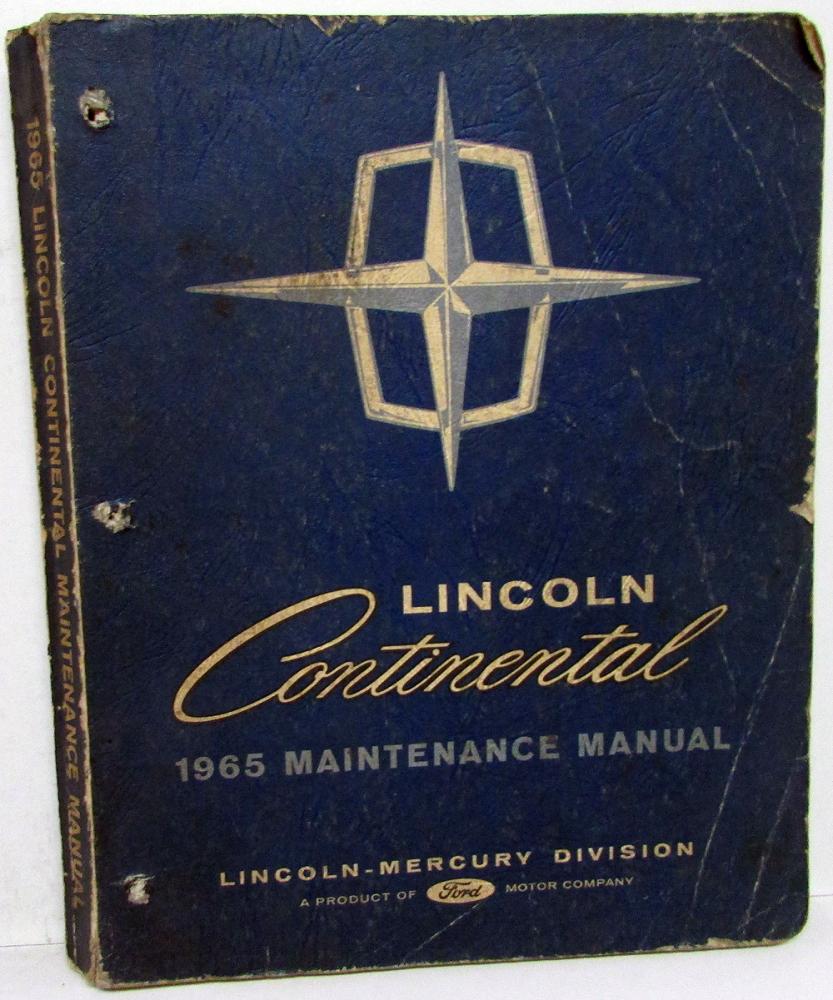 1965 LINCOLN CONTINENTAL MAINTENANCE MANUAL
LINCOLN
Continental
1965 MAINTENANCE MANUAL
LINCOLN-MERCURY DIVISION
A PRODUCT OF Ford MOTOR COMPANY